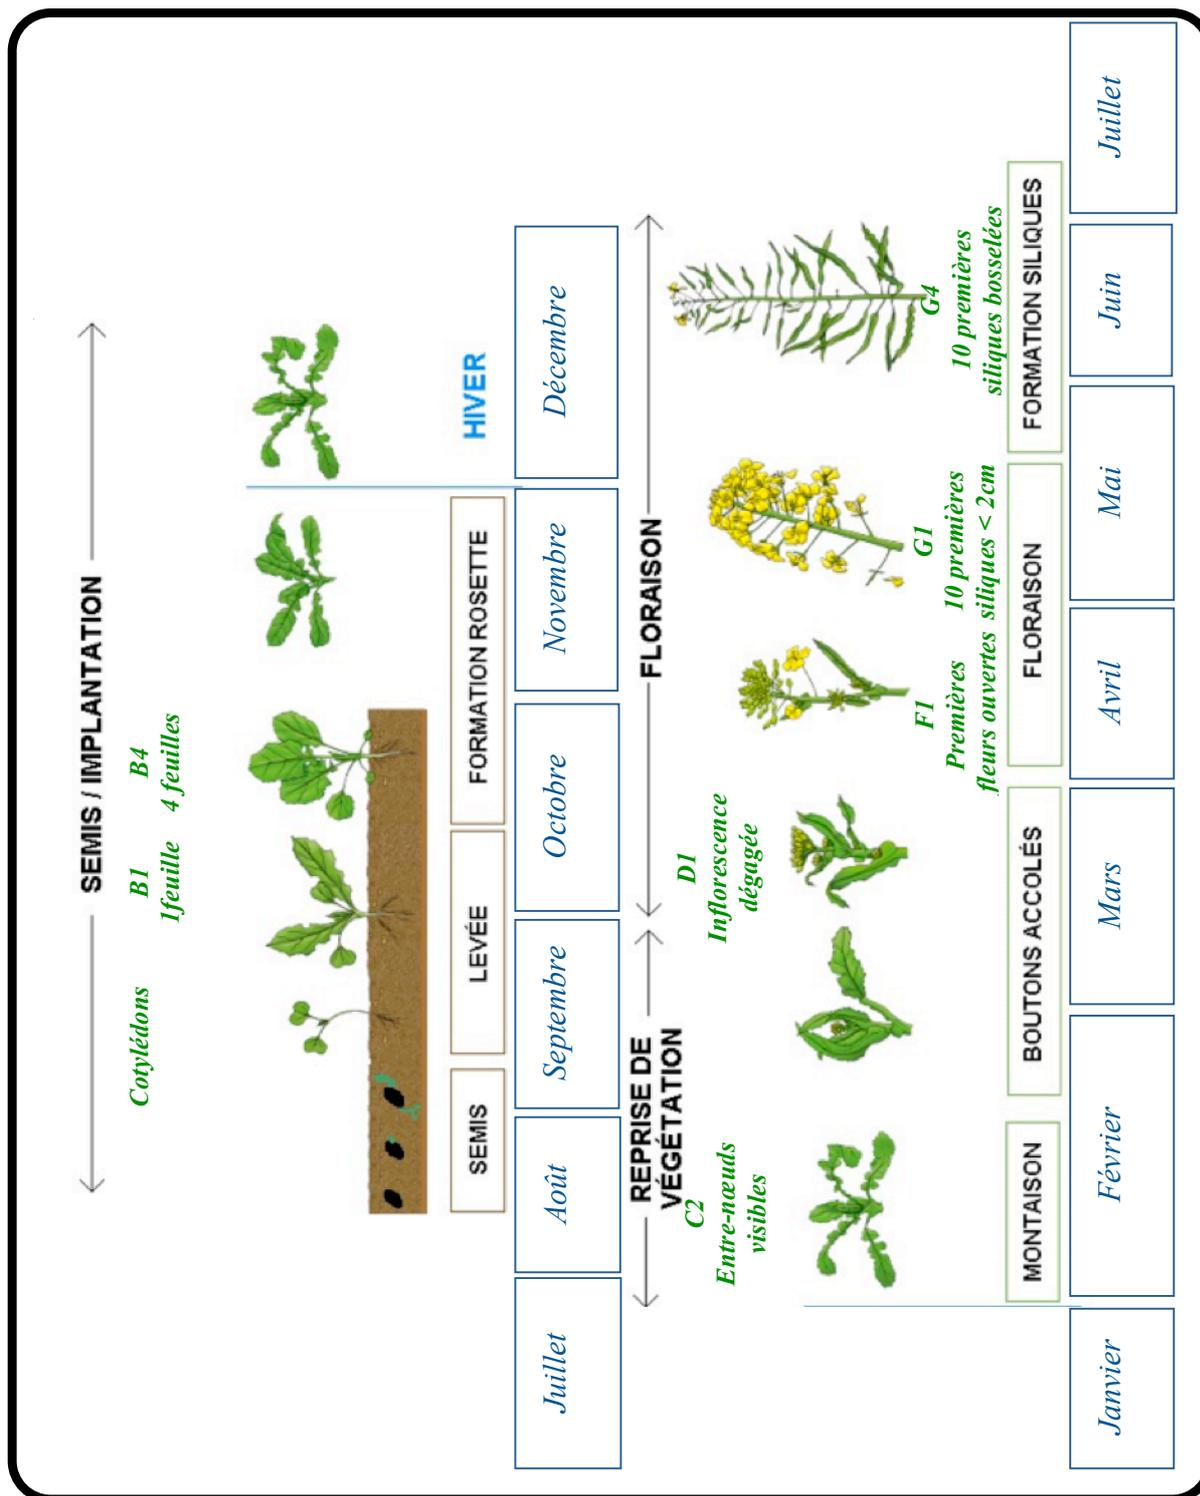 SEMIS / IMPLANTATION
Cotylédons
B1
1feuille
B4
4 feuilles
SEMIS
LEVÉE
FORMATION ROSETTE
HIVER
Juillet
Août
Septembre
Octobre
Novembre
Décembre
REPRISE DE
VÉGÉTATION
FLORAISON
C2
Entre-nœuds
visibles
D1
Inflorescence
dégagée
F1
Premières
fleurs ouvertes
G1
10 premières
siliques < 2cm
G4
10 premières
siliques bosselées
MONTAISON
BOUTONS ACCOLÉS
FLORAISON
FORMATION SILIQUES
Janvier
Février
Mars
Avril
Mai
Juin
Juillet